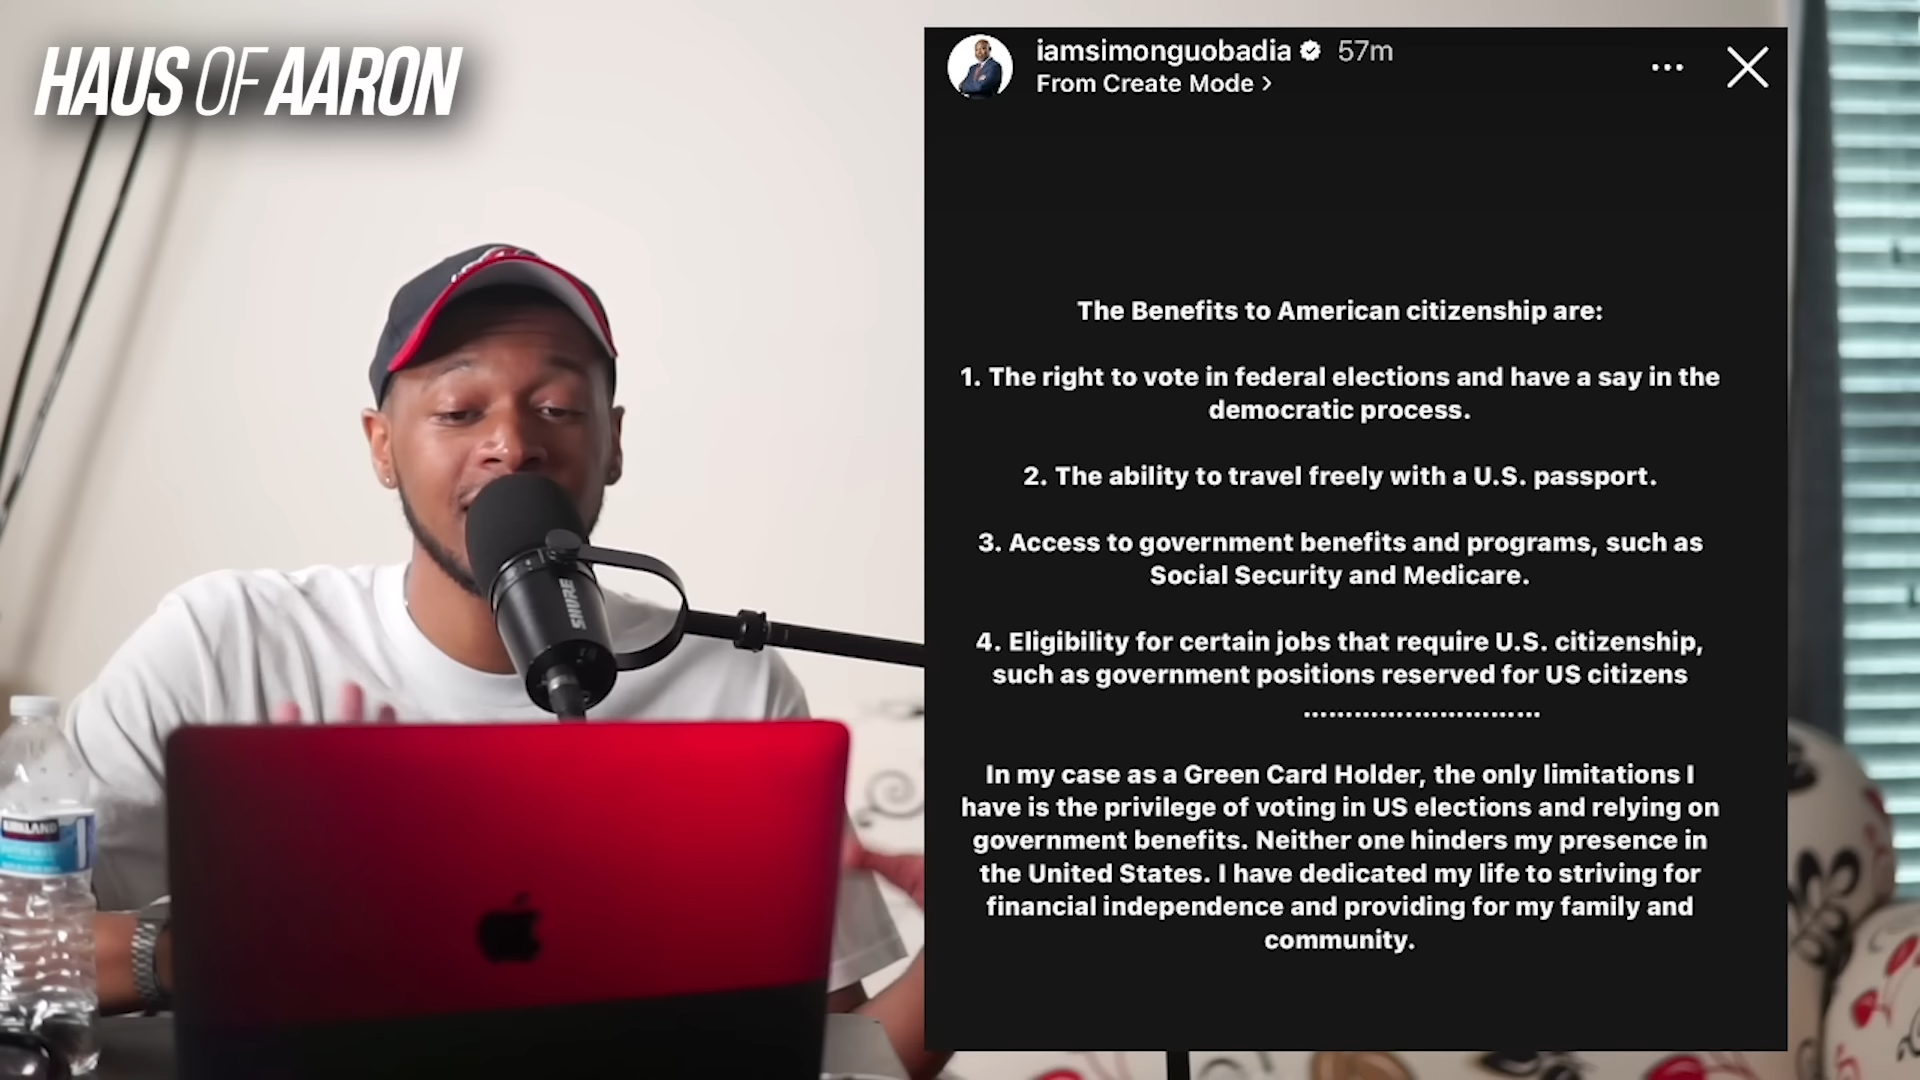 HAUS OF AARON
iamsimonguobadia 57m
From Create Mode >
The Benefits to American citizenship are:
1. The right to vote in federal elections and have a say in the
democratic process.
2. The ability to travel freely with a U.S. passport.
3. Access to government benefits and programs, such as
Social Security and Medicare.
4. Eligibility for certain jobs that require U.S. citizenship,
such as government positions reserved for US citizens
............................
In my case as a Green Card Holder, the only limitations I
have is the privilege of voting in US elections and relying on
government benefits. Neither one hinders my presence in
the United States. I have dedicated my life to striving for
financial independence and providing for my family and
community.
SHURE
KIRKLAND